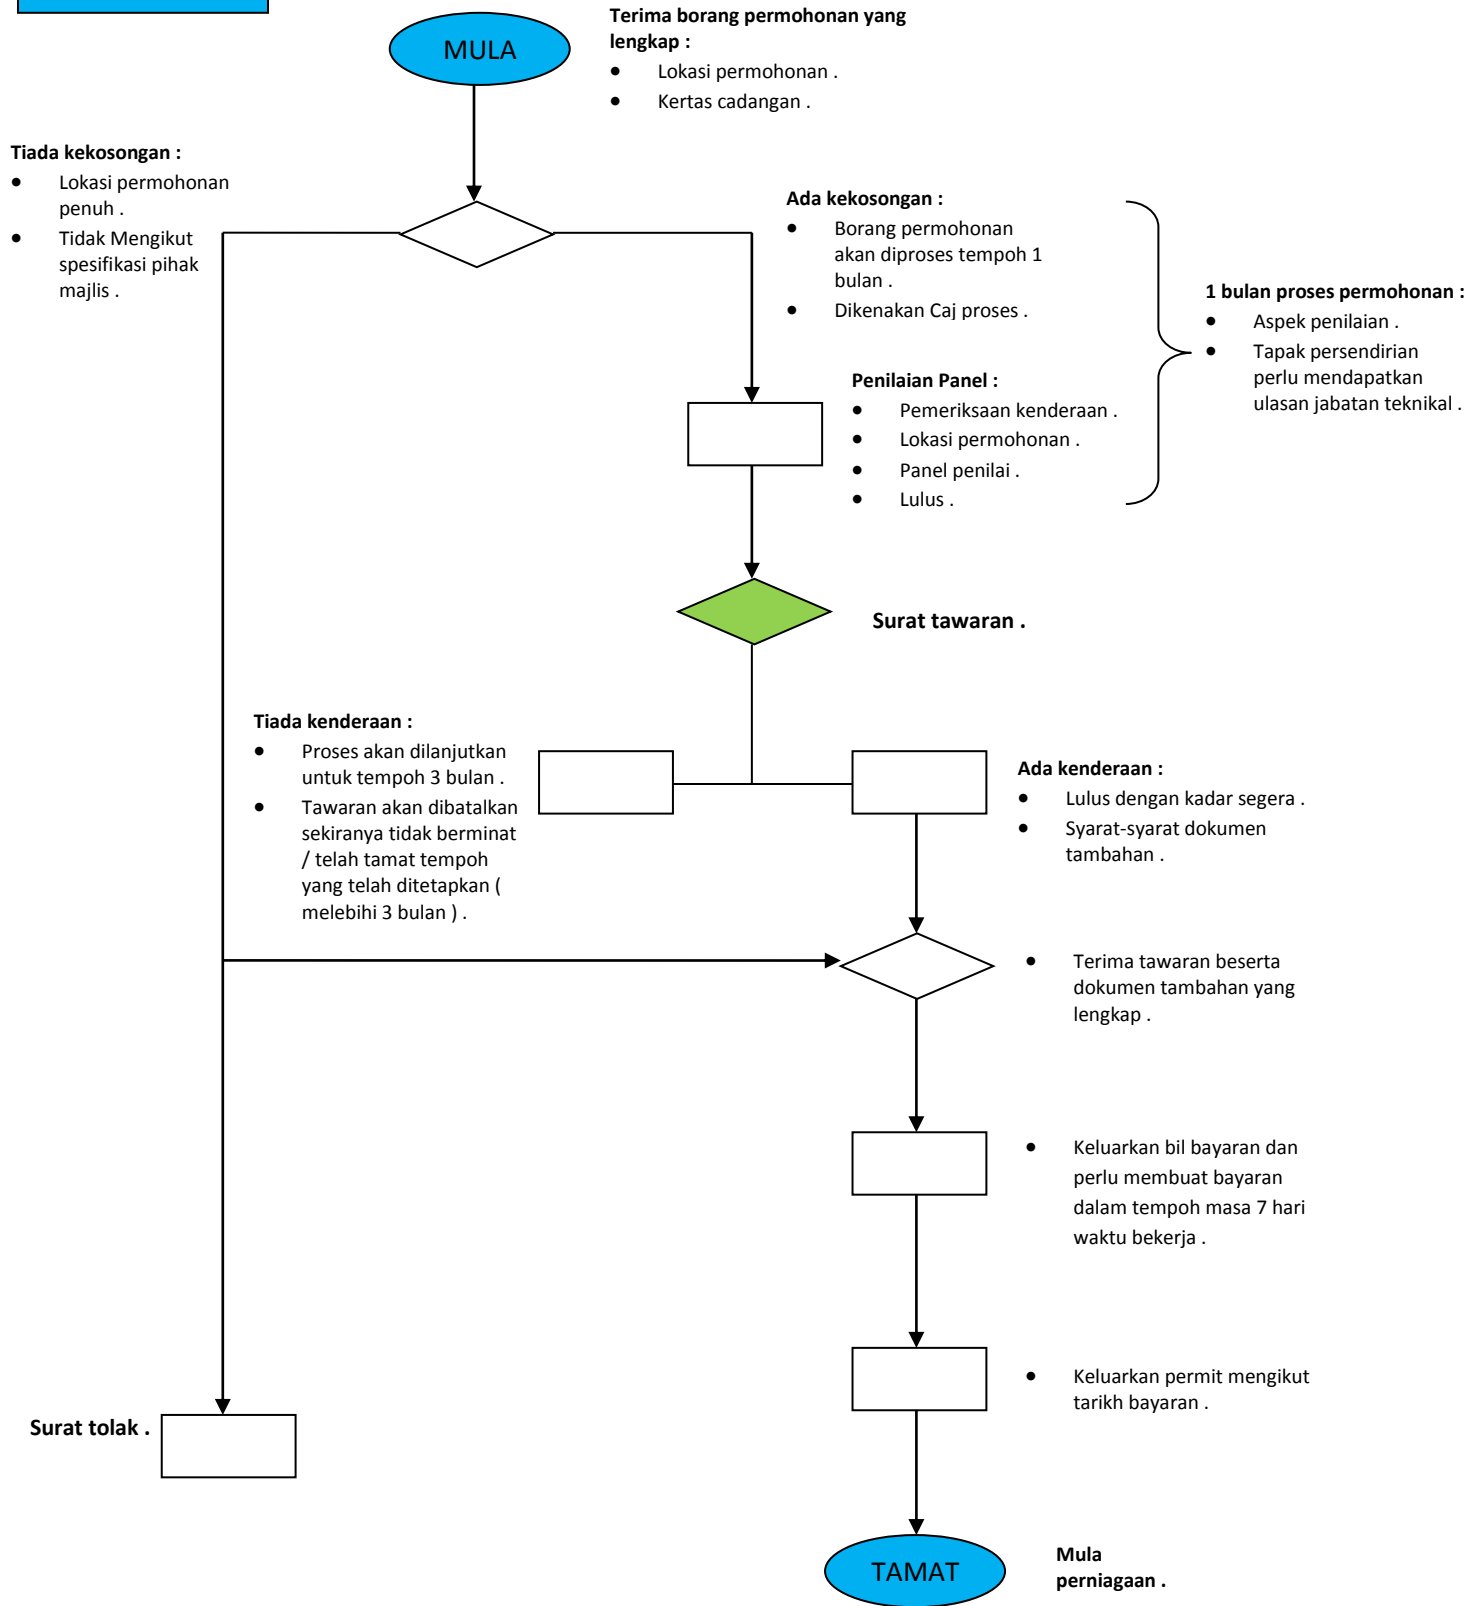 MULA
Terima borang permohonan yang
lengkap :
● Lokasi permohonan .
● Kertas cadangan .
Tiada kekosongan :
● Lokasi permohonan
penuh .
● Tidak Mengikut
spesifikasi pihak
majlis .
Ada kekosongan :
● Borang permohonan
akan diproses tempoh 1
bulan .
● Dikenakan Caj proses .
1 bulan proses permohonan :
● Aspek penilaian .
● Tapak persendirian
perlu mendapatkan
ulasan jabatan teknikal .
Penilaian Panel :
● Pemeriksaan kenderaan .
● Lokasi permohonan .
● Panel penilai .
● Lulus .
Surat tawaran .
Tiada kenderaan :
● Proses akan dilanjutkan
untuk tempoh 3 bulan .
● Tawaran akan dibatalkan
sekiranya tidak berminat
/ telah tamat tempoh
yang telah ditetapkan (
melebihi 3 bulan ) .
Ada kenderaan :
● Lulus dengan kadar segera .
● Syarat-syarat dokumen
tambahan .
● Terima tawaran beserta
dokumen tambahan yang
lengkap .
● Keluarkan bil bayaran dan
perlu membuat bayaran
dalam tempoh masa 7 hari
waktu bekerja .
● Keluarkan permit mengikut
tarikh bayaran .
Surat tolak .
TAMAT
Mula
perniagaan .